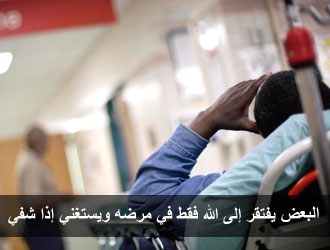 البعض يفتقر إلى الله فقط في مرضه ويستغني إذا شفي